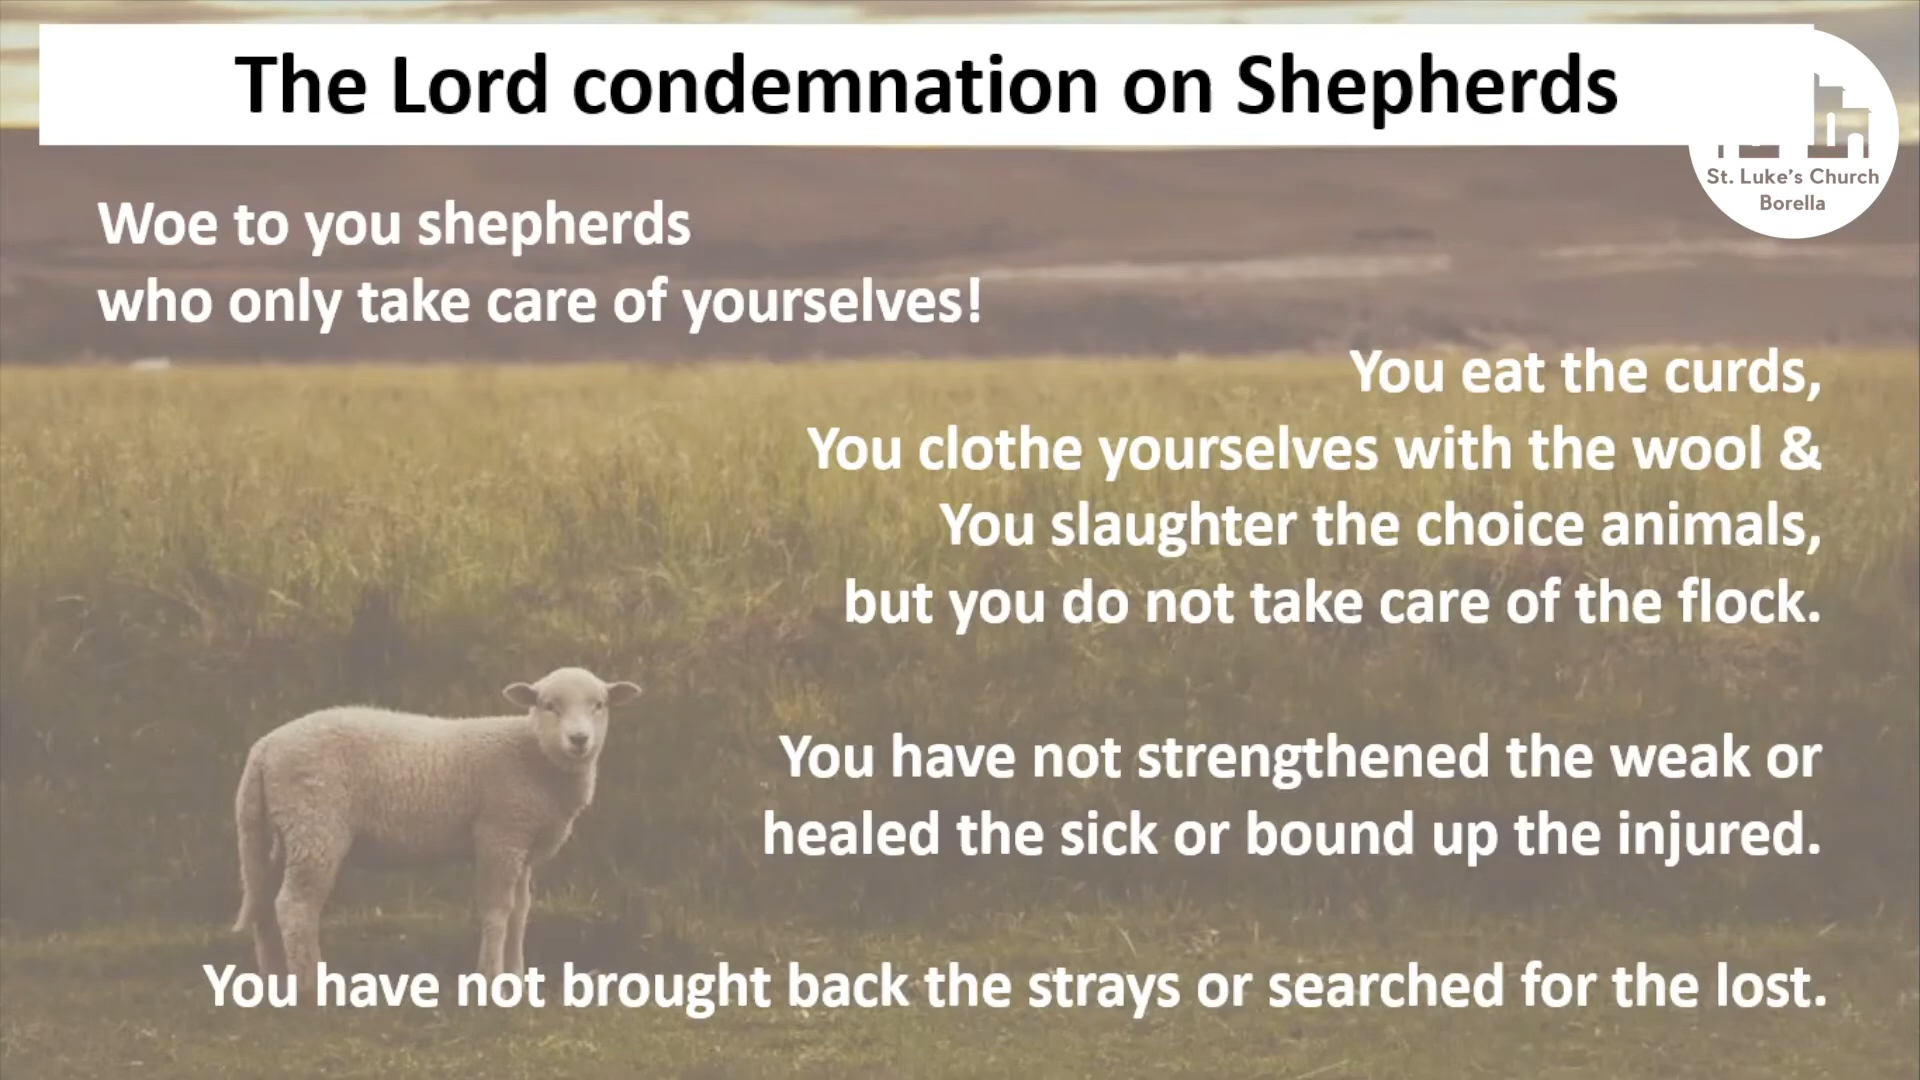 The Lord condemnation on Shepherds
St. Luke's Church
Borella
Woe to you shepherds
who only take care of yourselves!
You eat the curds,
You clothe yourselves with the wool &
You slaughter the choice animals,
but you do not take care of the flock.
You have not strengthened the weak or
healed the sick or bound up the injured.
You have not brought back the strays or searched for the lost.